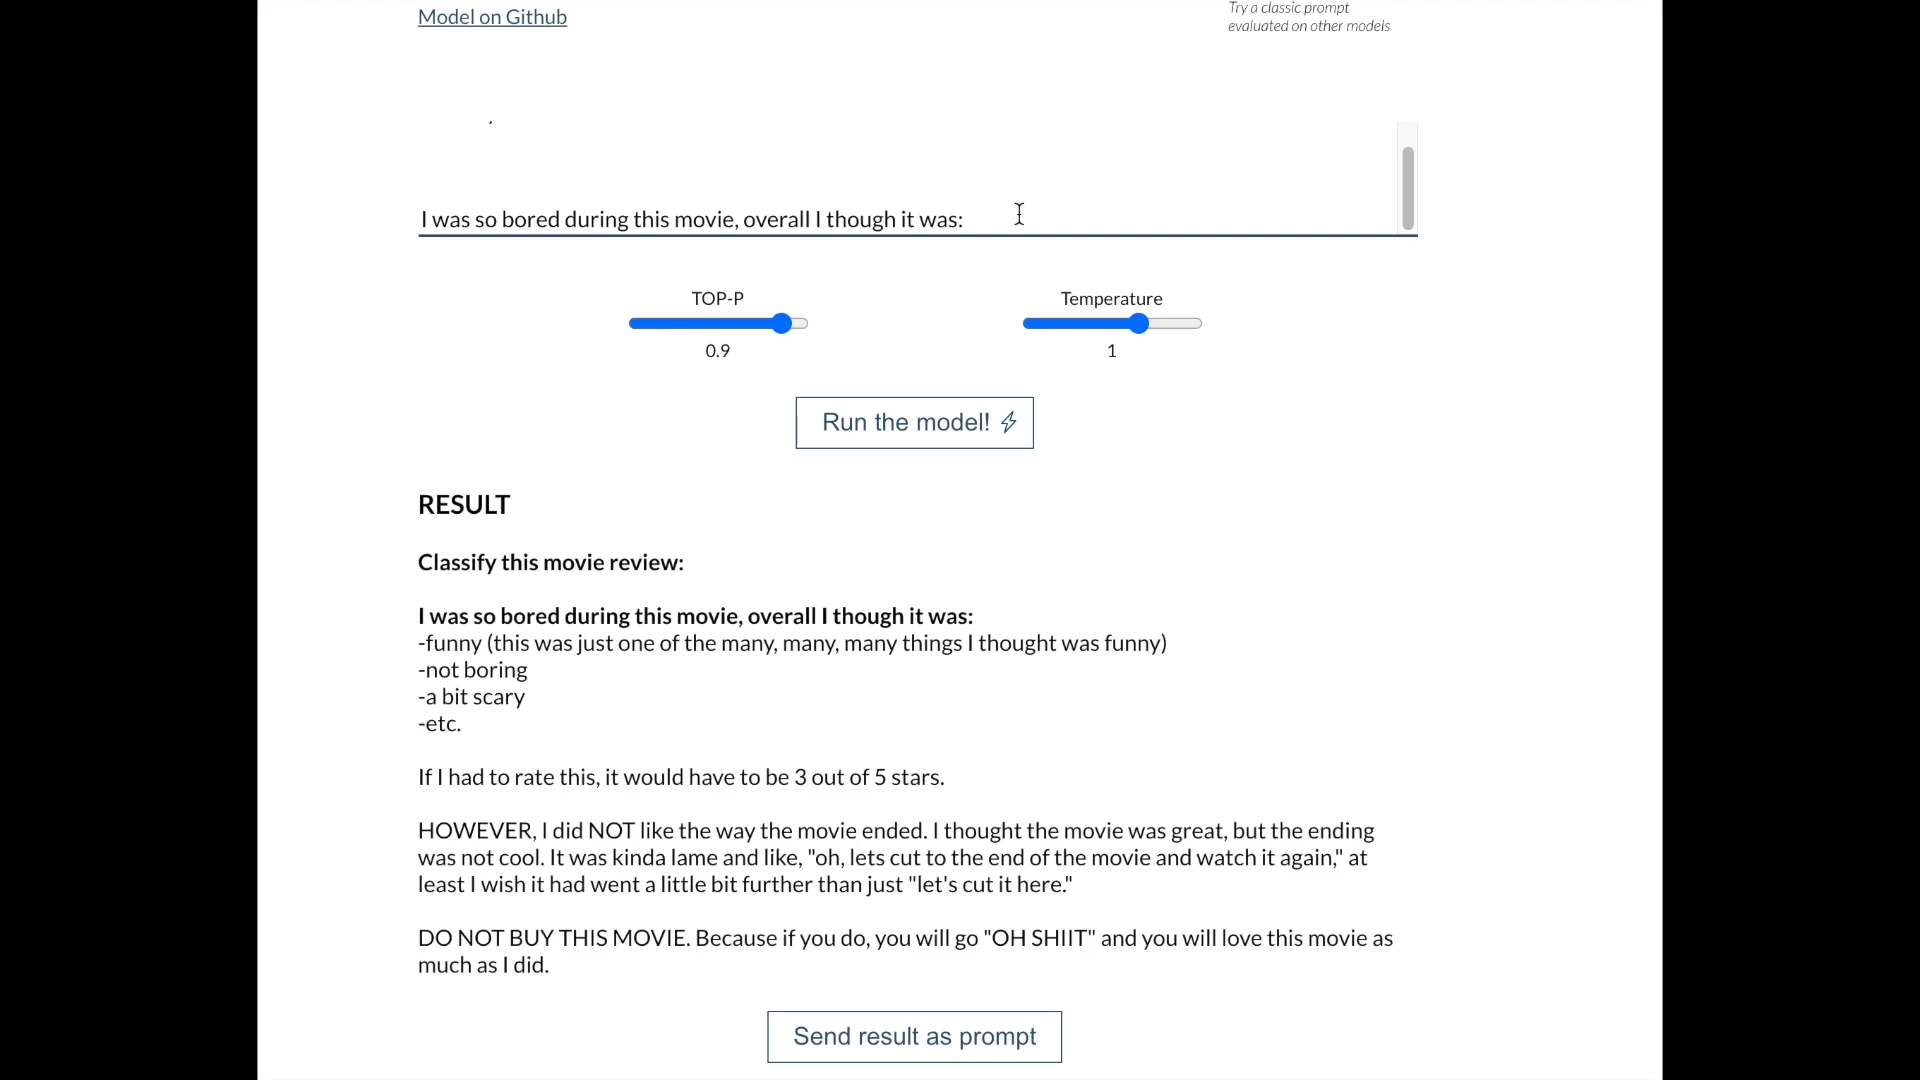 Model on Github
Try a classic prompt
evaluated on other models
I was so bored during this movie, overall I though it was:
TOP-P
Temperature
0.9
1
Run the model!
RESULT
Classify this movie review:
I was so bored during this movie, overall I though it was:
-funny (this was just one of the many, many, many things I thought was funny)
-not boring
-a bit scary
-etc.
If I had to rate this, it would have to be 3 out of 5 stars.
HOWEVER, I did NOT like the way the movie ended. I thought the movie was great, but the ending
was not cool. It was kinda lame and like, "oh, lets cut to the end of the movie and watch it again," at
least I wish it had went a little bit further than just "let's cut it here."
DO NOT BUY THIS MOVIE. Because if you do, you will go "OH SHIIT" and you will love this movie as
much as I did.
Send result as prompt